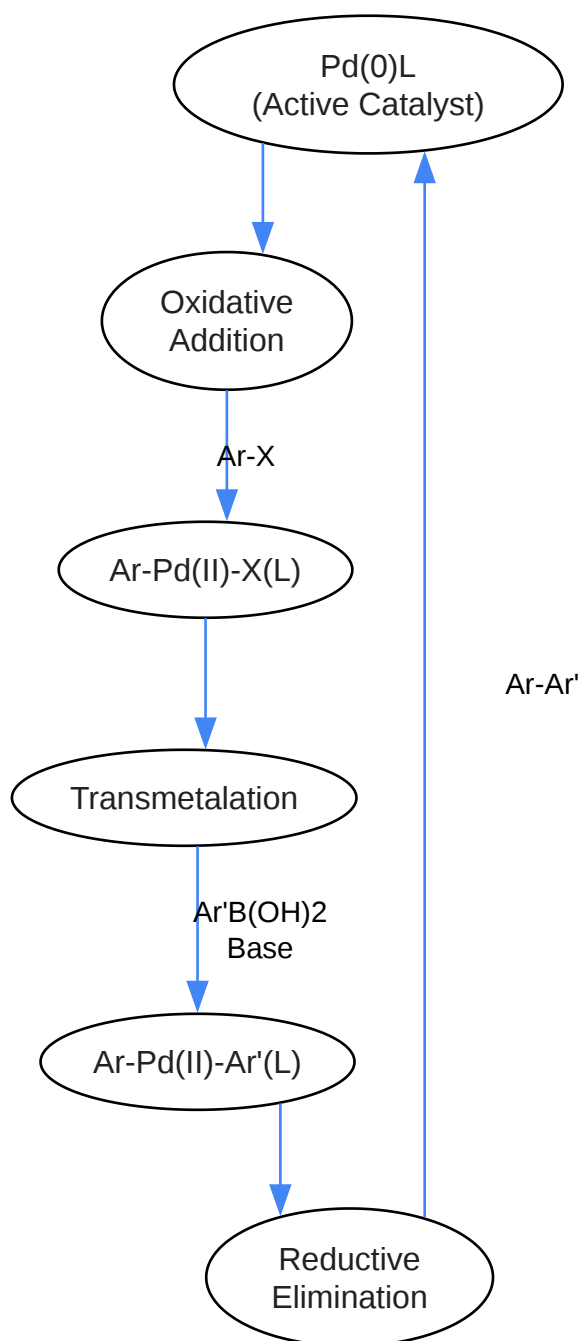 Pd(0)L
(Active Catalyst)
Oxidative
Addition
Ar-X
Ar-Pd(II)-X(L)
Ar-Ar'
Transmetalation
Ar'B(OH)2
Base
Ar-Pd(II)-Ar'(L)
Reductive
Elimination